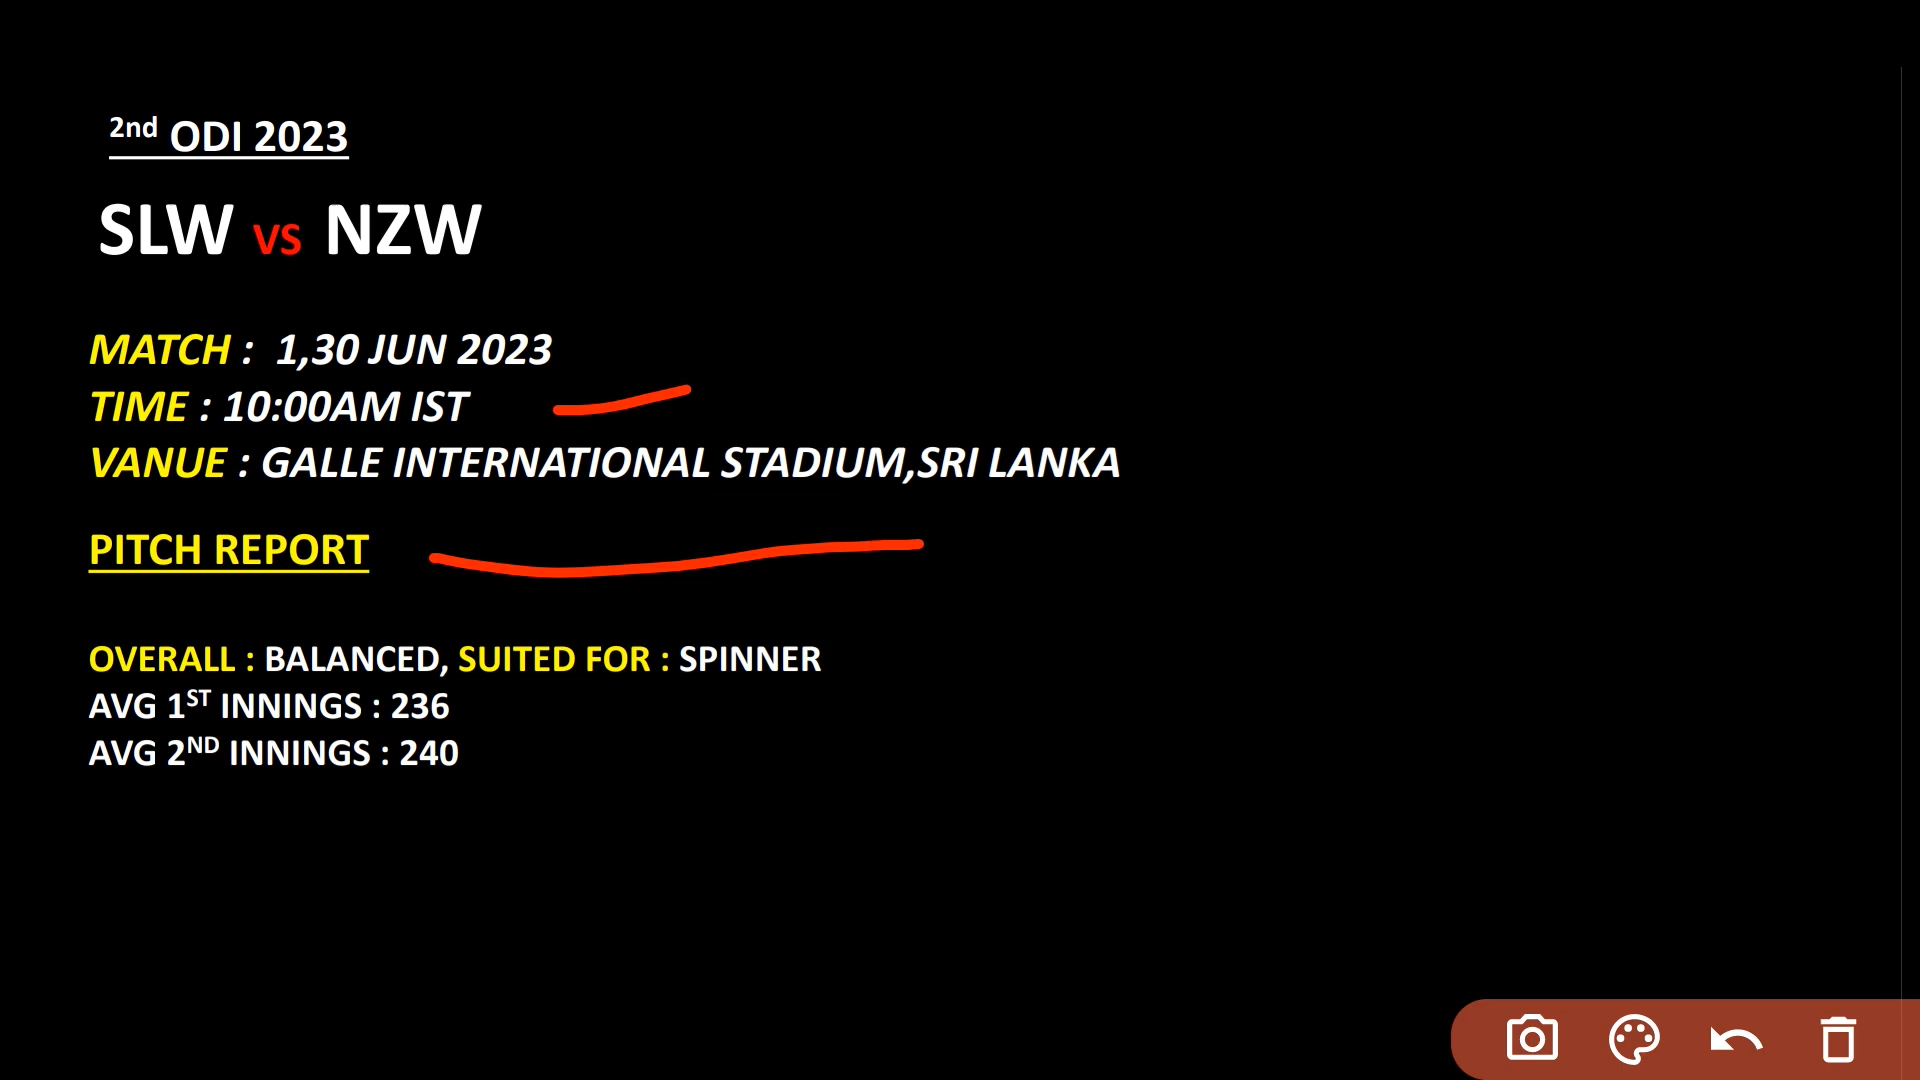 2nd ODI 2023
SLW VS NZW
MATCH : 1,30 JUN 2023
TIME : 10:00AM IST
VANUE : GALLE INTERNATIONAL STADIUM,SRI LANKA
PITCH REPORT
OVERALL : BALANCED, SUITED FOR : SPINNER
AVG 1ST INNINGS : 236
AVG 2ND INNINGS : 240